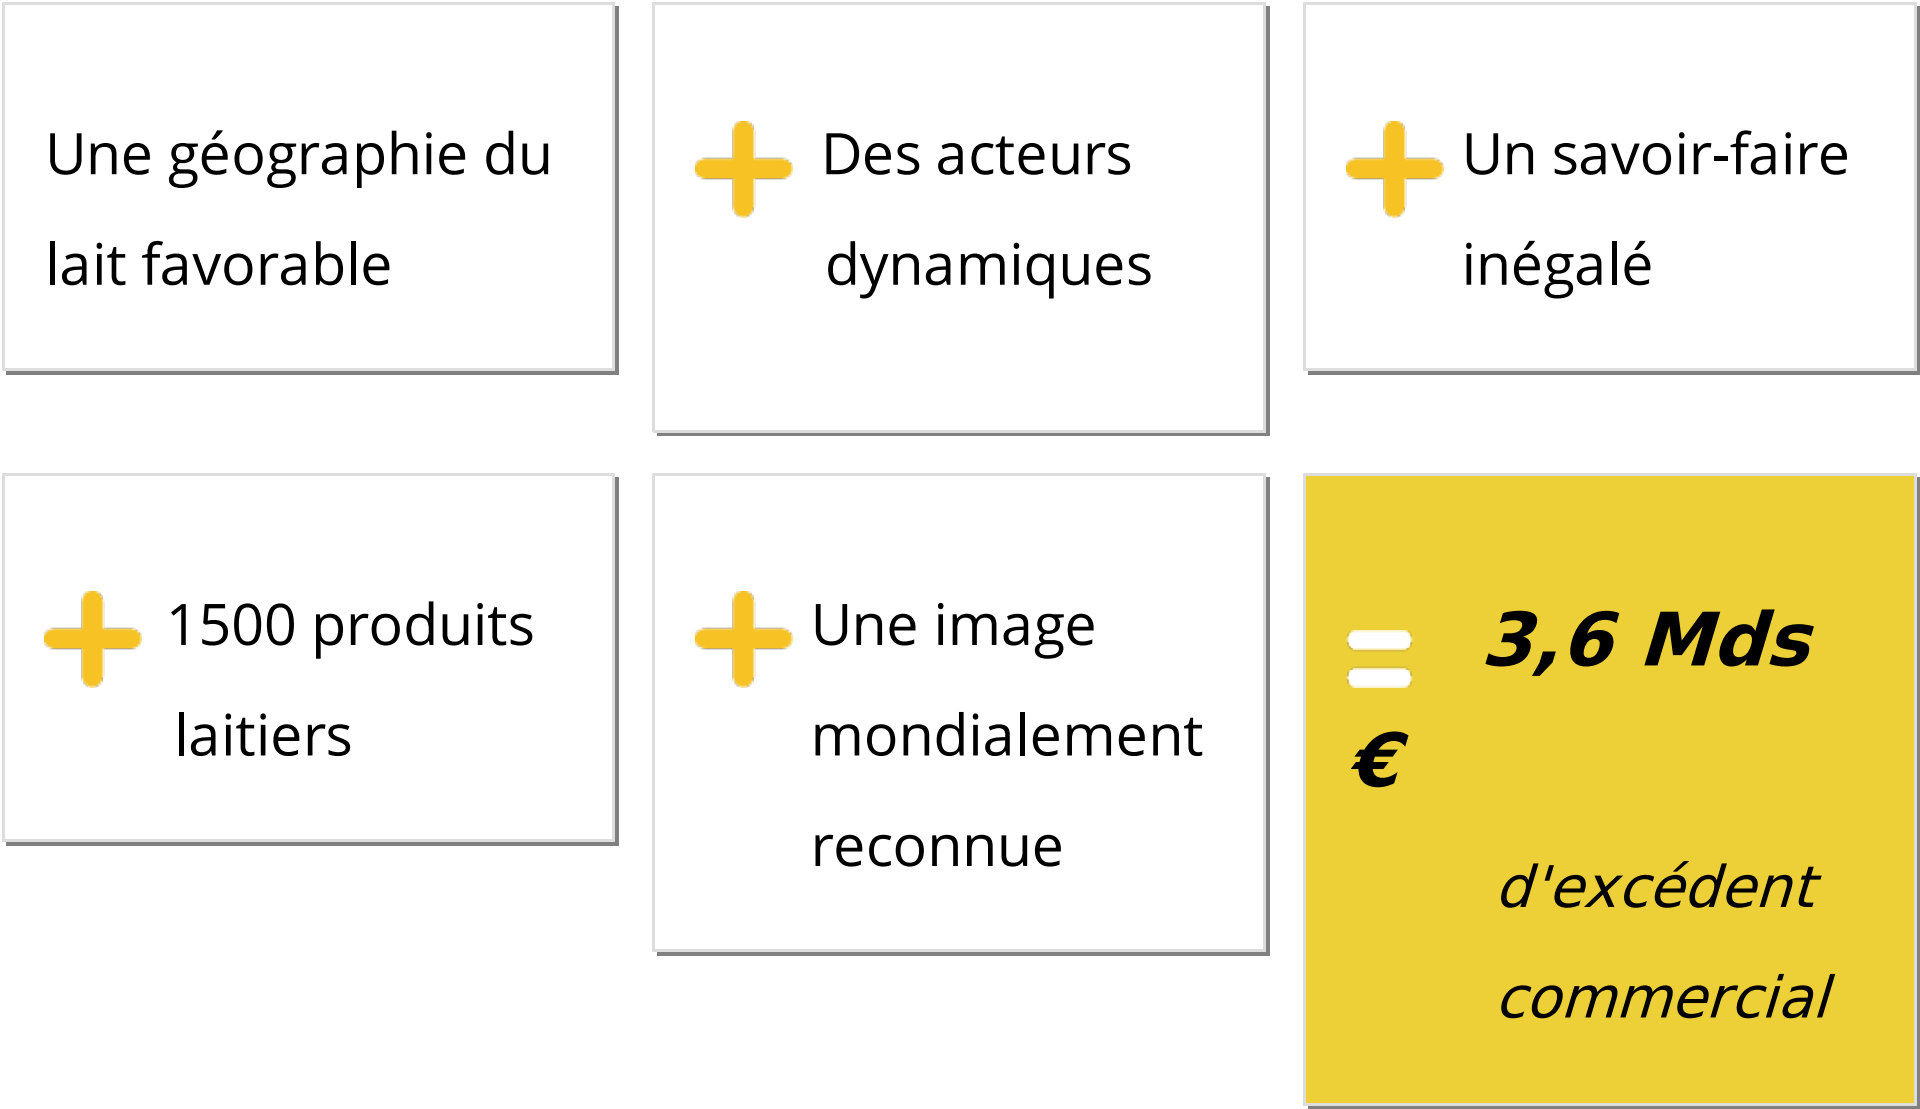 Une géographie du
lait favorable
Des acteurs
dynamiques
Un savoir-faire
inégalé
1500 produits
laitiers
Une image
mondialement
reconnue
= 3,6 Mds
€
d'excédent
commercial